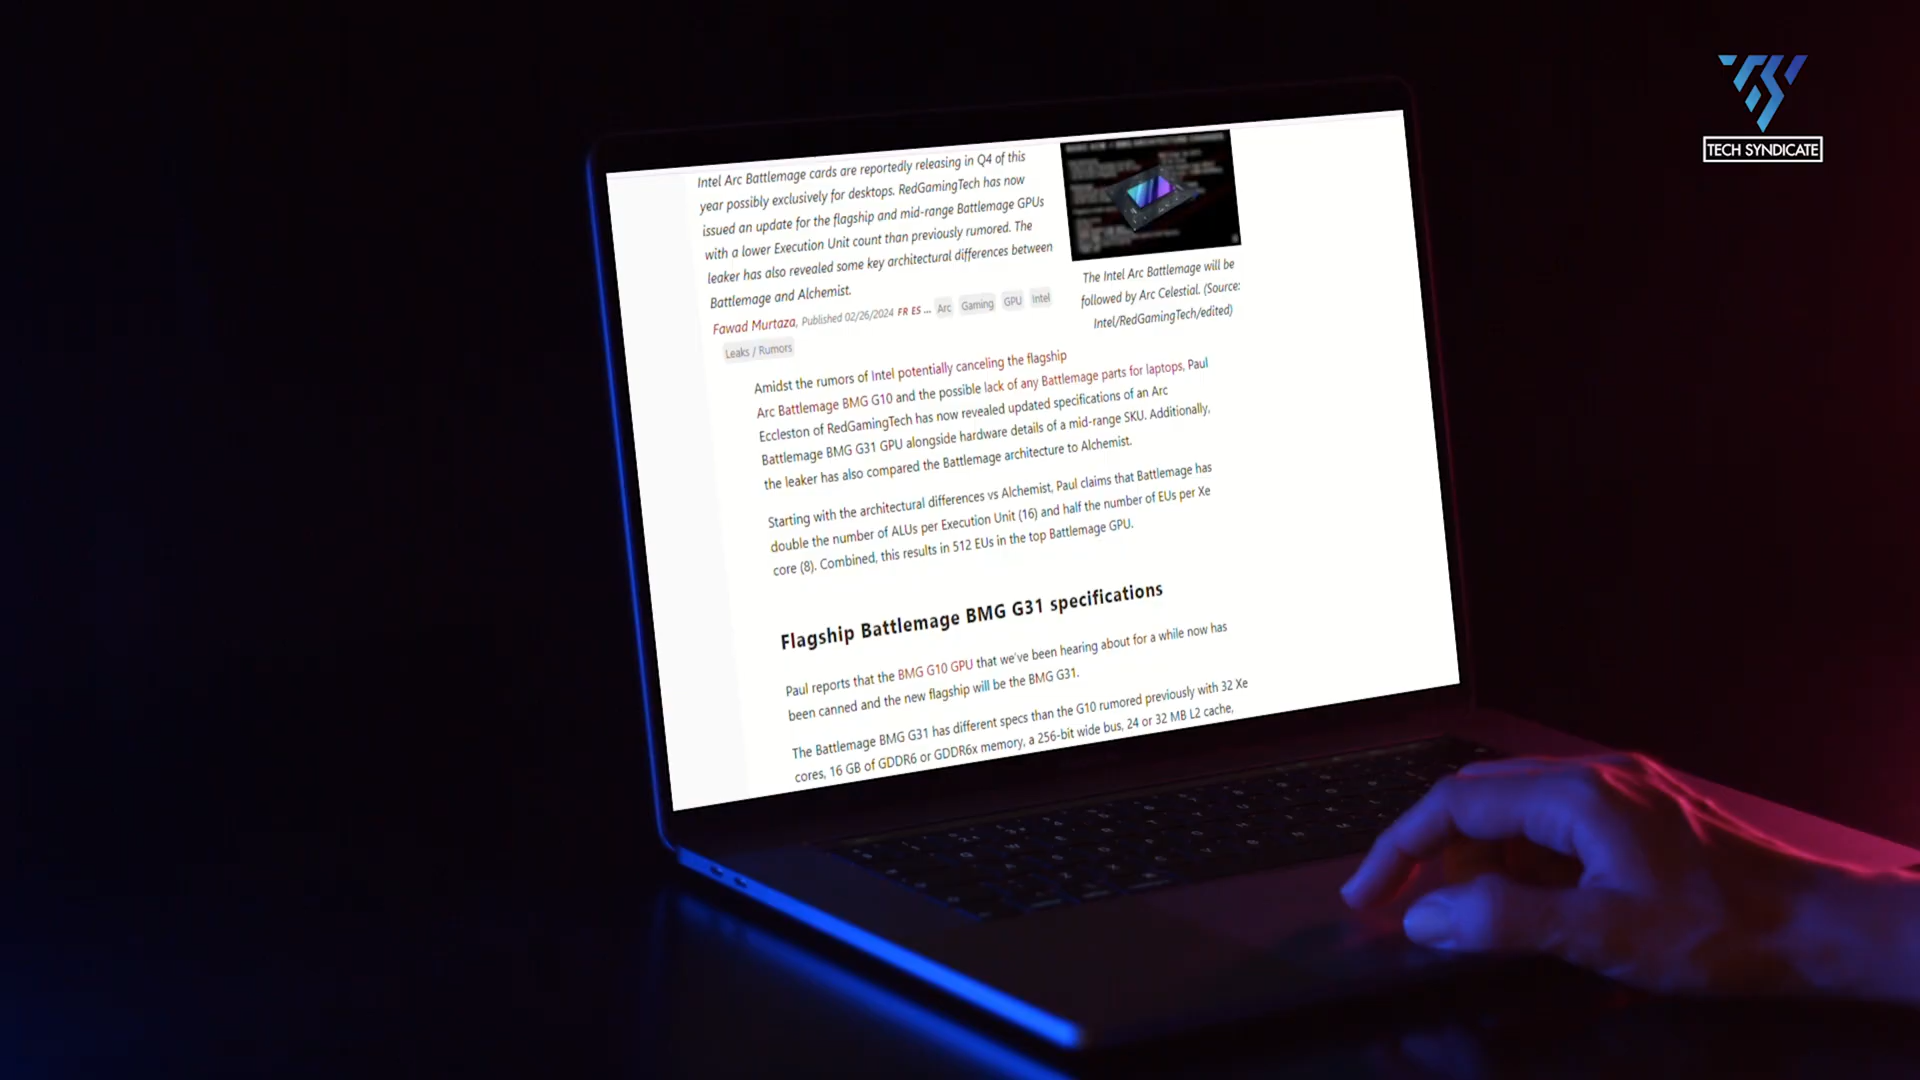 TECH SYNDICATE
Intel Arc Battlemage cards are reportedly releasing in Q4 of this
year possibly exclusively for desktops. RedGamingTech has now
issued an update for the flagship and mid-range Battlemage GPUs
with a lower Execution Unit count than previously rumored. The
leaker has also revealed some key architectural differences between
Battlemage and Alchemist.
Fawad Murtaza, Published 02/26/2024 FR ES ... Arc Gaming GPU Intel
Leaks / Rumors
The Intel Arc Battlemage will be
followed by Arc Celestial. (Source:
Intel/RedGamingTech/edited)
Amidst the rumors of Intel potentially canceling the flagship
Arc Battlemage BMG G10 and the possible lack of any Battlemage parts for laptops, Paul
Eccleston of RedGamingTech has now revealed updated specifications of an Arc
Battlemage BMG G31 GPU alongside hardware details of a mid-range SKU. Additionally,
the leaker has also compared the Battlemage architecture to Alchemist.
Starting with the architectural differences vs Alchemist, Paul claims that Battlemage has
double the number of ALUs per Execution Unit (16) and half the number of EUs per Xe
core (8). Combined, this results in 512 EUs in the top Battlemage GPU.
Flagship Battlemage BMG G31 specifications
Paul reports that the BMG G10 GPU that we've been hearing about for a while now has
been canned and the new flagship will be the BMG G31.
The Battlemage BMG G31 has different specs than the G10 rumored previously with 32 Xe
cores, 16 GB of GDDR6 or GDDR6x memory, a 256-bit wide bus, 24 or 32 MB L2 cache,